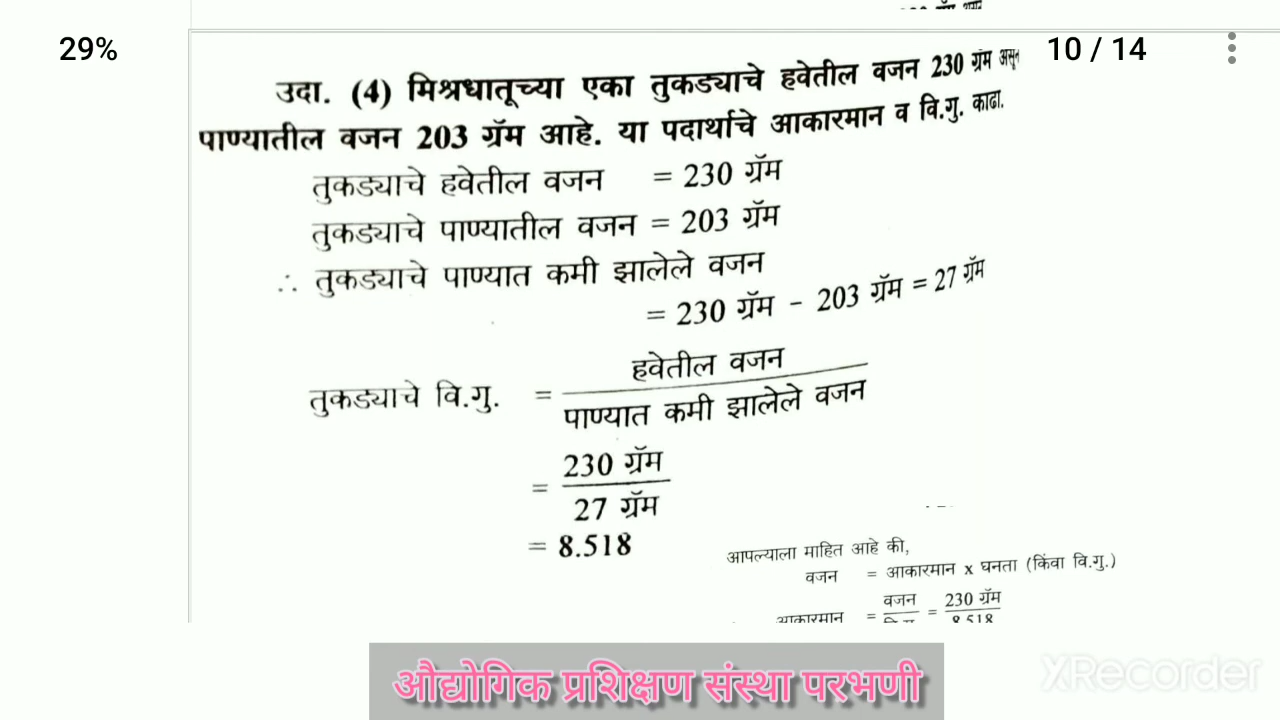 29%
10 / 14
उदा. (4) मिश्रधातूच्या एका तुकड्याचे हवेतील वजन 230 ग्रॅम असून
पाण्यातील वजन 203 ग्रॅम आहे. या पदार्थाचे आकारमान व वि.गु. काढा.
तुकड्याचे हवेतील वजन = 230 ग्रॅम
तुकड्याचे पाण्यातील वजन = 203 ग्रॅम
∴ तुकड्याचे पाण्यात कमी झालेले वजन
= 230 ग्रॅम - 203 ग्रॅम = 27 ग्रॅम
हवेतील वजन
तुकड्याचे वि.गु. =
पाण्यात कमी झालेले वजन
230 ग्रॅम
=
27 ग्रॅम
= 8.518
आपल्याला माहित आहे की,
वजन = आकारमान x घनता (किंवा वि.गु.)
वजन 230 ग्रॅम
आकारमान = =
8.518
औद्योगिक प्रशिक्षण संस्था परभणी
XRecorder